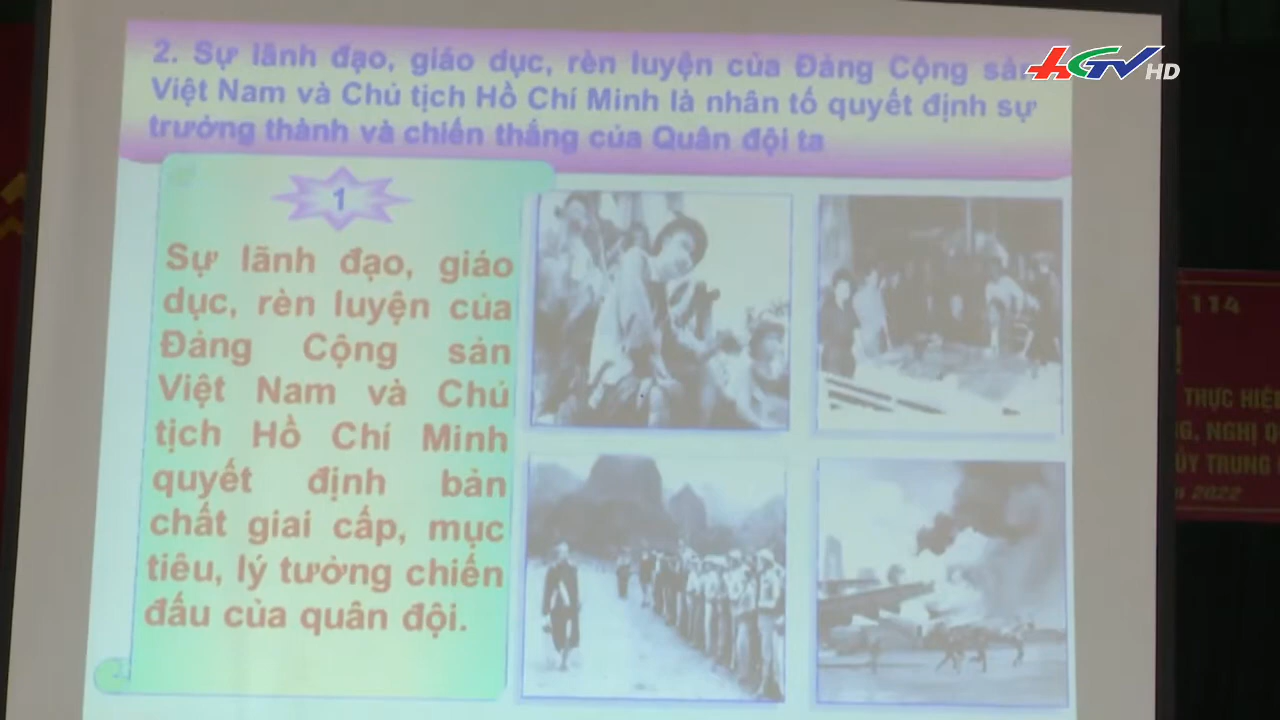 2. Sự lãnh đạo, giáo dục, rèn luyện của Đảng Cộng sản
Việt Nam và Chủ tịch Hồ Chí Minh là nhân tố quyết định sự
trưởng thành và chiến thắng của Quân đội ta
HGV HD
1
Sự lãnh đạo, giáo
dục, rèn luyện của
Đảng Cộng sản
Việt Nam và Chủ
tịch Hồ Chí Minh
quyết định bản
chất giai cấp, mục
tiêu, lý tưởng chiến
đấu của quân đội.
114
THỰC HIỆ
G, NGHỊ Q
ỦY TRUNG
2022